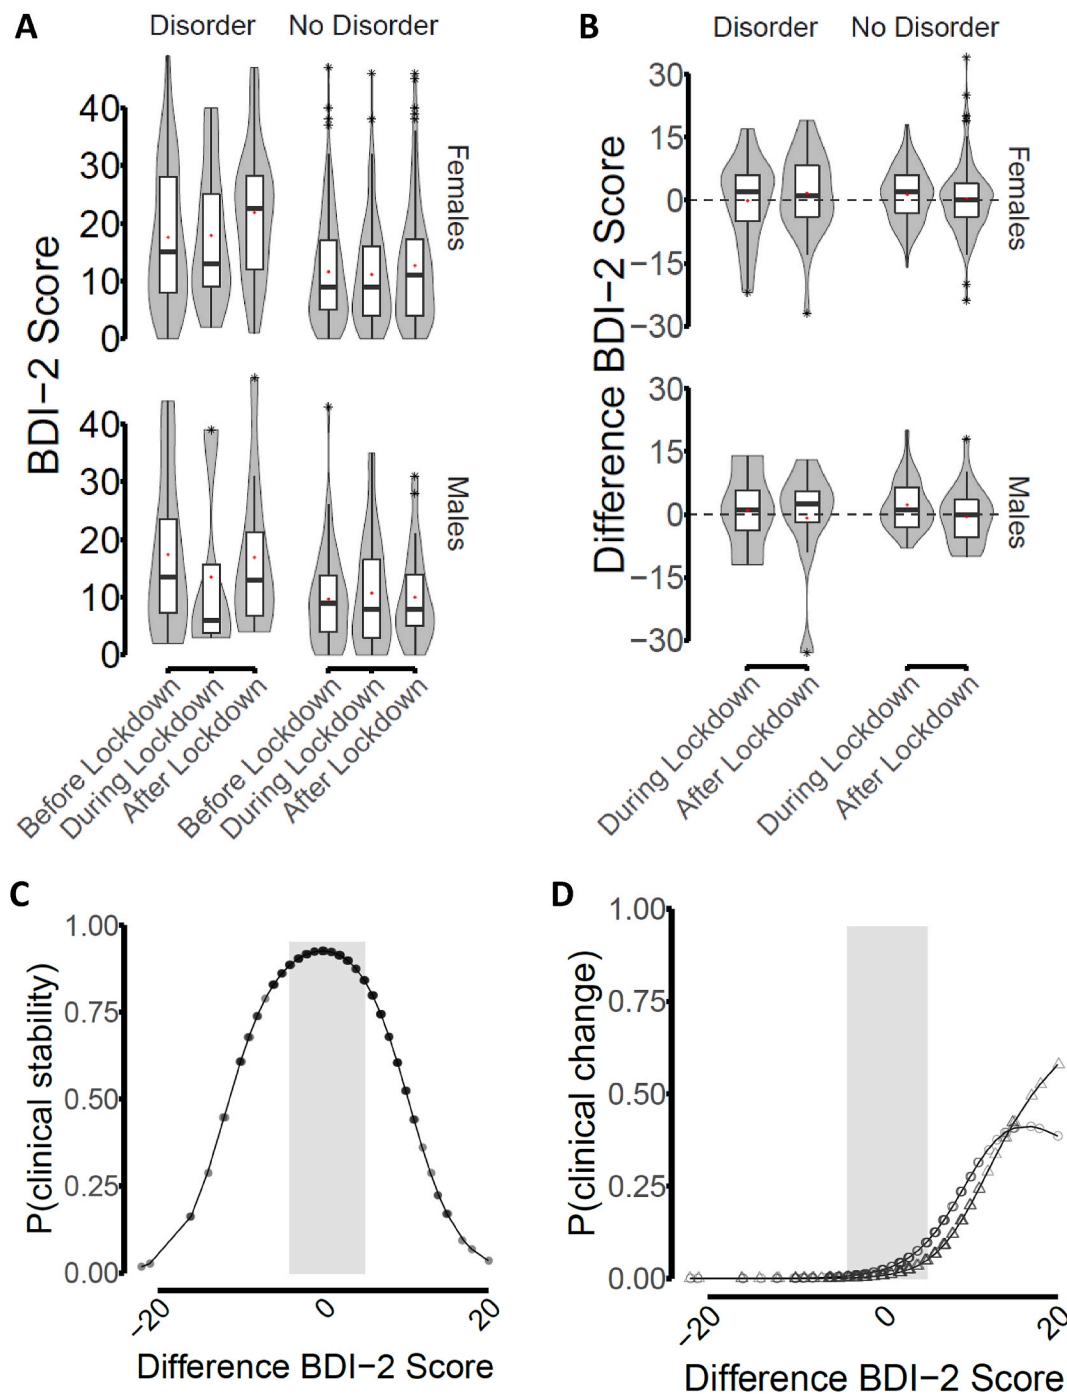 A
Disorder
No Disorder
BDI−2 Score
40
30
20
10
0
Females
40
30
20
10
0
Males
Before Lockdown
During Lockdown
After Lockdown
Before Lockdown
During Lockdown
After Lockdown
B
Disorder
No Disorder
Difference BDI−2 Score
30
15
0
−15
−30
Females
30
15
0
−15
−30
Males
During Lockdown
After Lockdown
During Lockdown
After Lockdown
C
P(clinical stability)
1.00
0.75
0.50
0.25
0.00
−20
0
20
Difference BDI−2 Score
D
P(clinical change)
1.00
0.75
0.50
0.25
0.00
−20
0
20
Difference BDI−2 Score